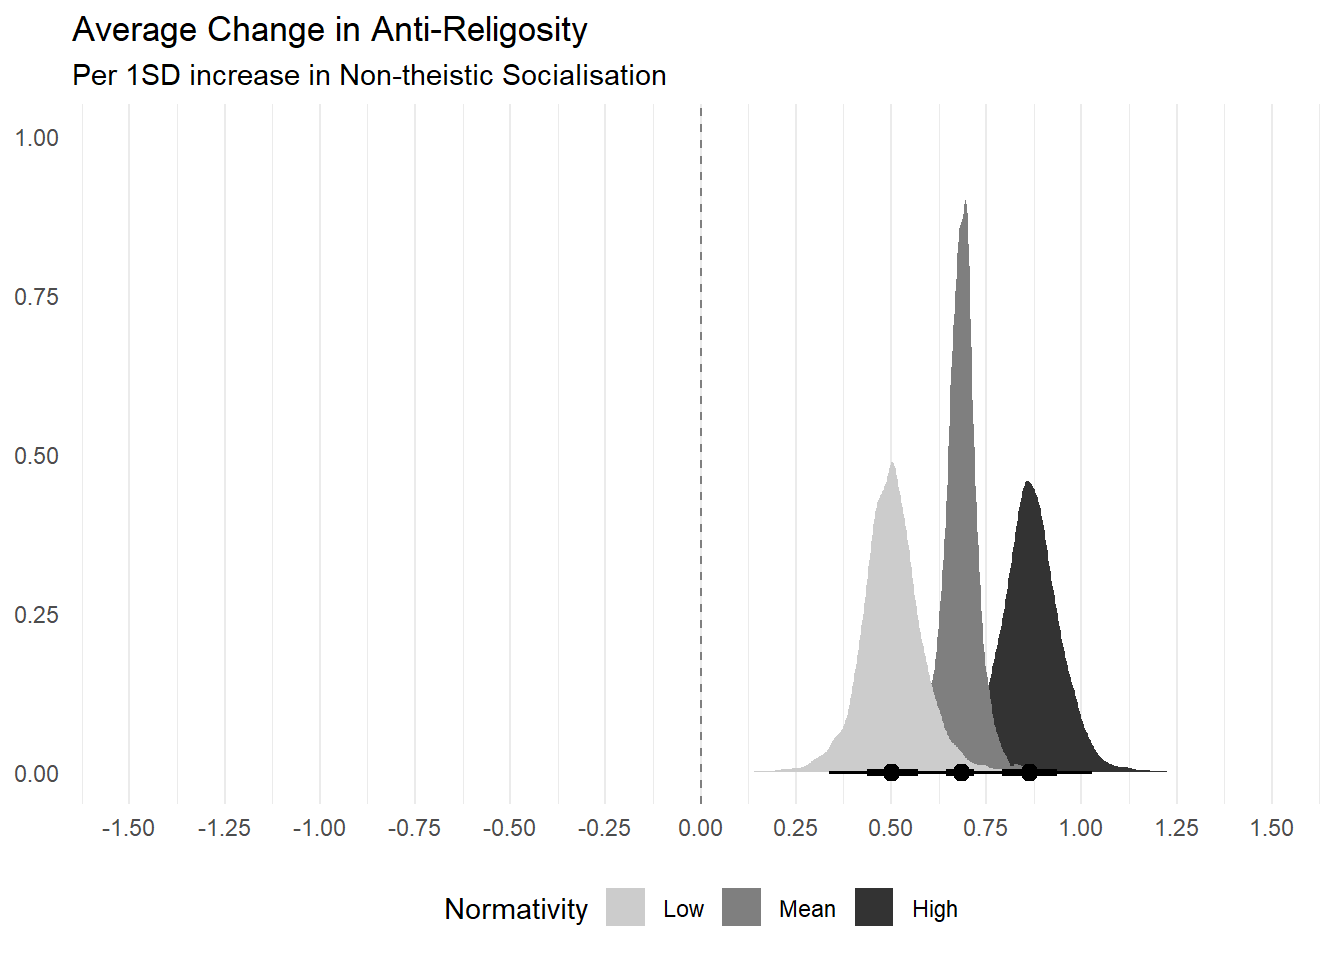 Average Change in Anti-Religosity
Per 1SD increase in Non-theistic Socialisation
1.00
0.75
0.50
0.25
0.00
-1.50 -1.25 -1.00 -0.75 -0.50 -0.25 0.00 0.25 0.50 0.75 1.00 1.25 1.50
Normativity Low Mean High